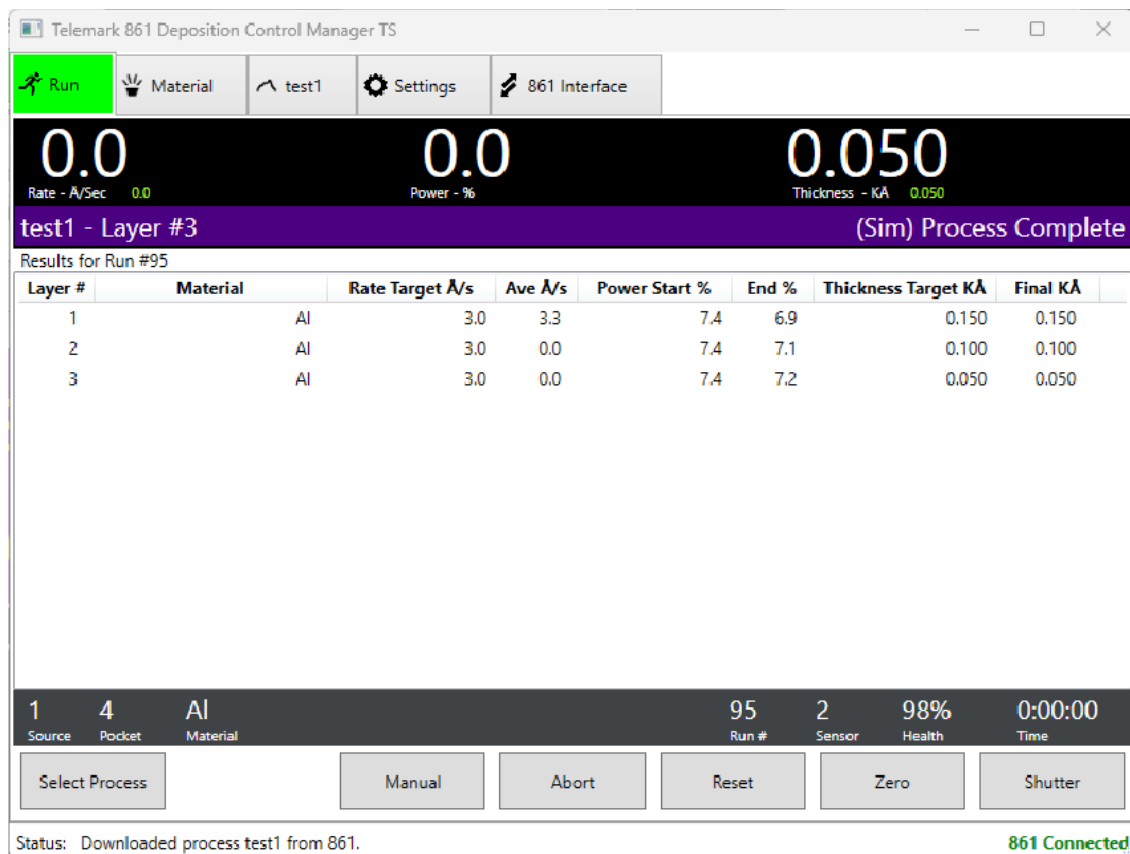 Telemark 861 Deposition Control Manager TS
Run Material test1 Settings 861 Interface
0.0 0.0 0.050
Rate - Å/Sec 0.0 Power - % Thickness - KÅ 0.050
test1 - Layer #3 (Sim) Process Complete
Results for Run #95
Layer # Material Rate Target Å/s Ave Å/s Power Start % End % Thickness Target KÅ Final KÅ
1 Al 3.0 3.3 7.4 6.9 0.150 0.150
2 Al 3.0 0.0 7.4 7.1 0.100 0.100
3 Al 3.0 0.0 7.4 7.2 0.050 0.050
1 4 Al 95 2 98% 0:00:00
Source Pocket Material Run # Sensor Health Time
Select Process Manual Abort Reset Zero Shutter
Status: Downloaded process test1 from 861. 861 Connected